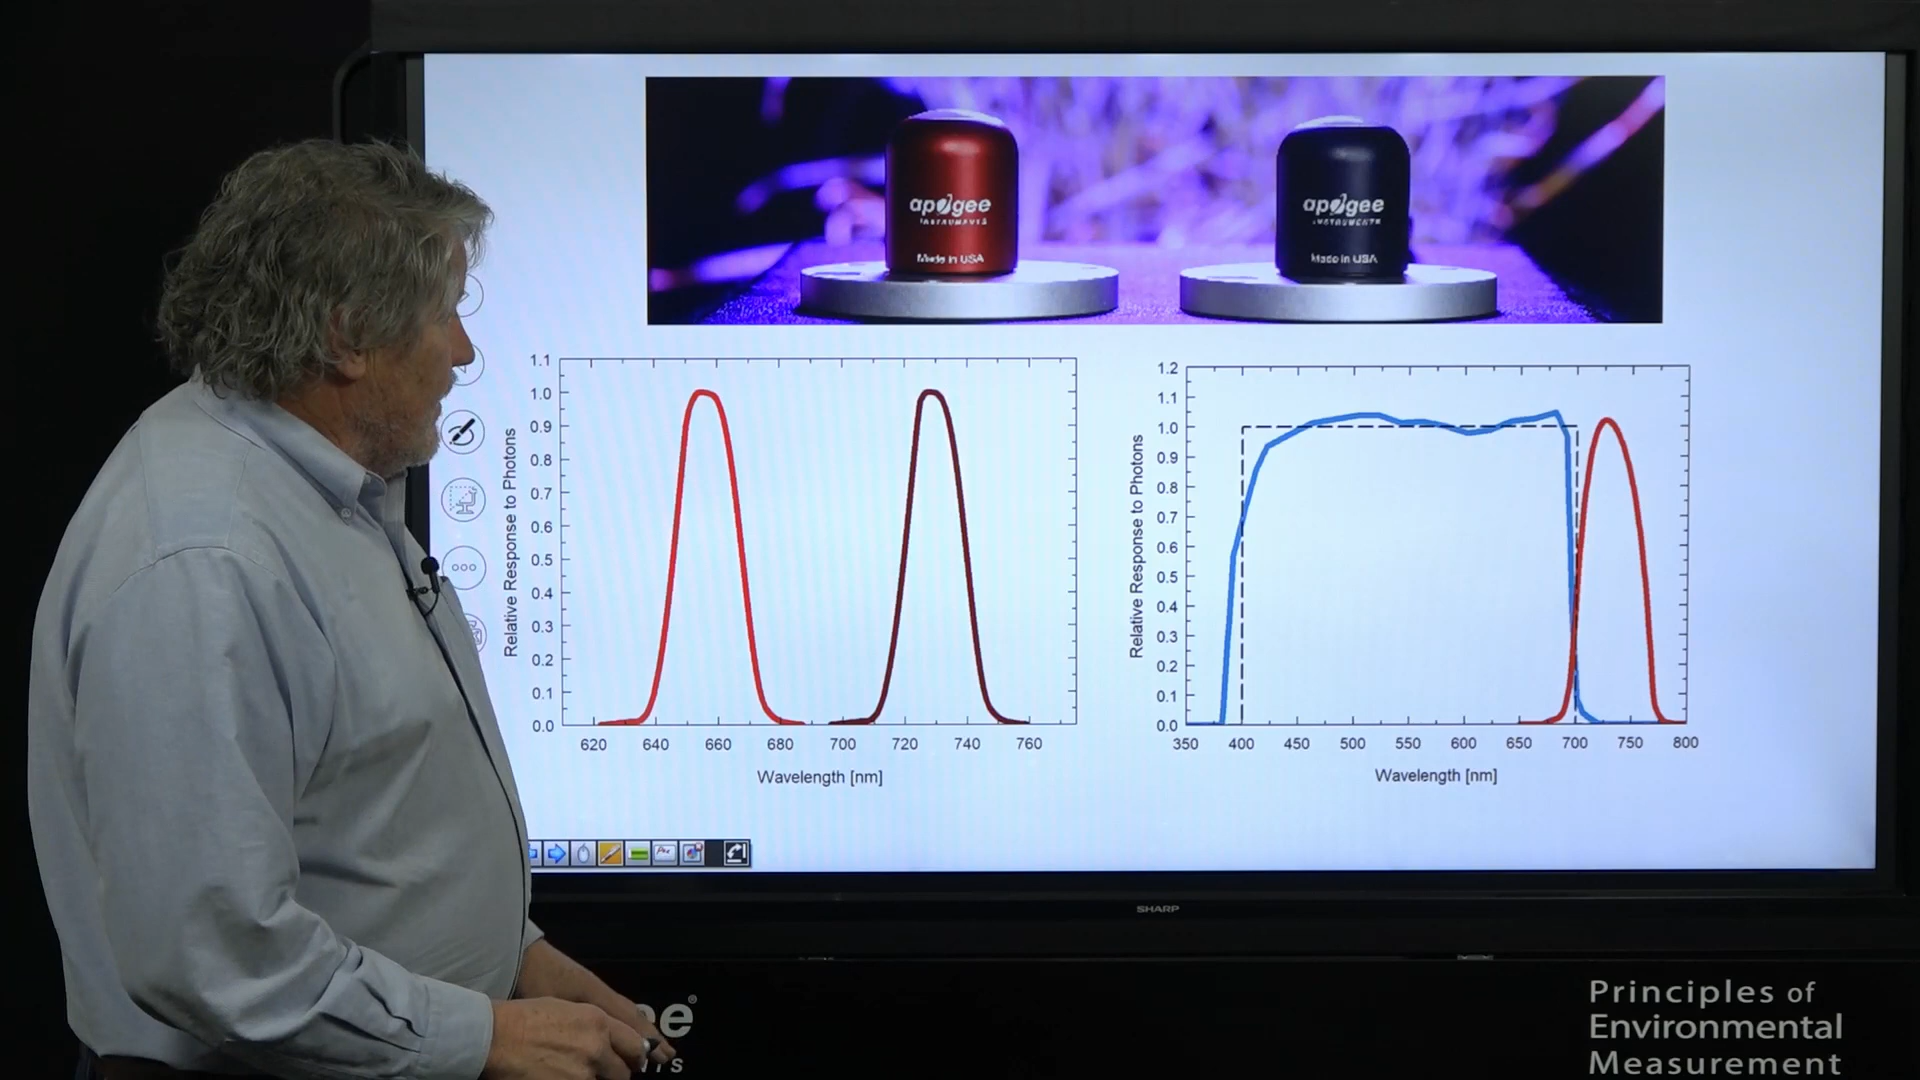 apogee
INSTRUMENTS
Made in USA
apogee
INSTRUMENTS
Made in USA
1.1
1.0
0.9
0.8
0.7
0.6
0.5
0.4
0.3
0.2
0.1
0.0
Relative Response to Photons
620 640 660 680 700 720 740 760
Wavelength [nm]
1.2
1.1
1.0
0.9
0.8
0.7
0.6
0.5
0.4
0.3
0.2
0.1
0.0
Relative Response to Photons
350 400 450 500 550 600 650 700 750 800
Wavelength [nm]
SHARP
ee®
NTS
Principles of
Environmental
Measurement